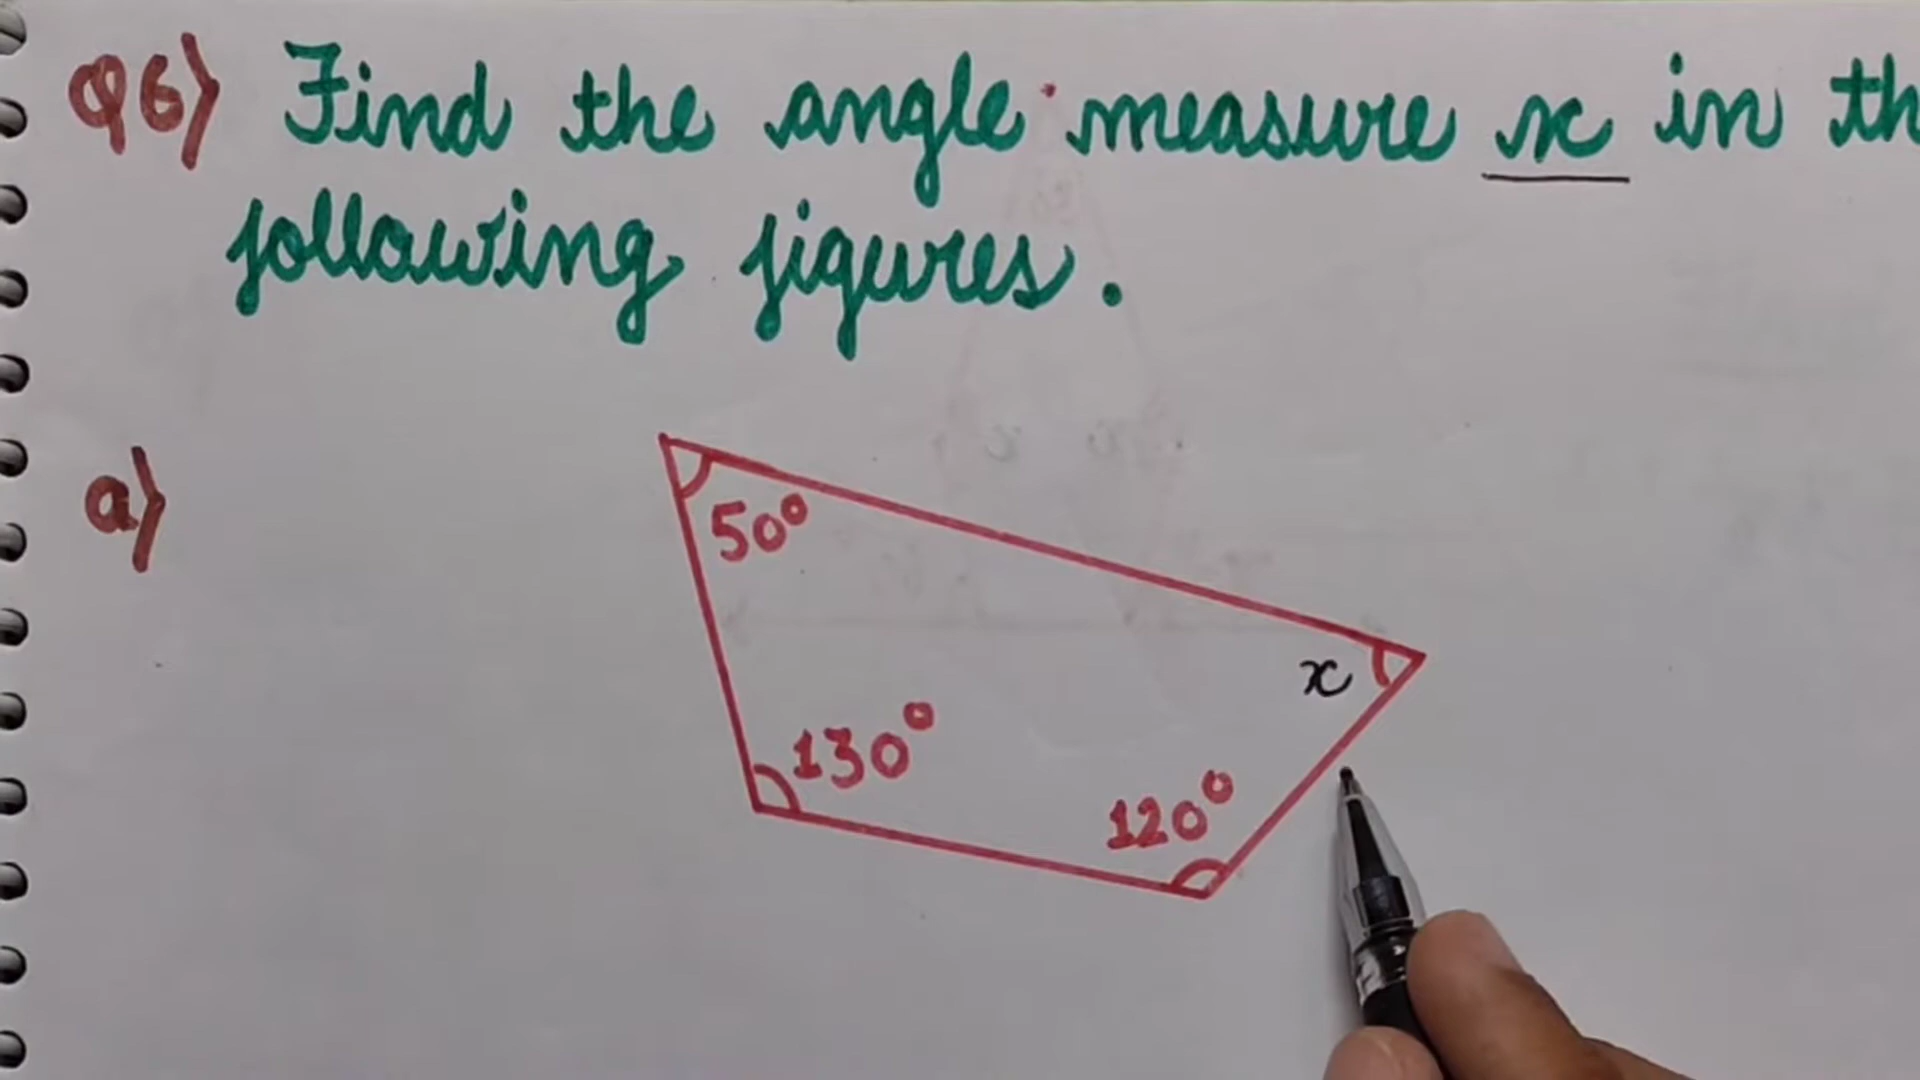 Q6) Find the angle measure x in th
following figures.
a)
50°
x
130°
120°